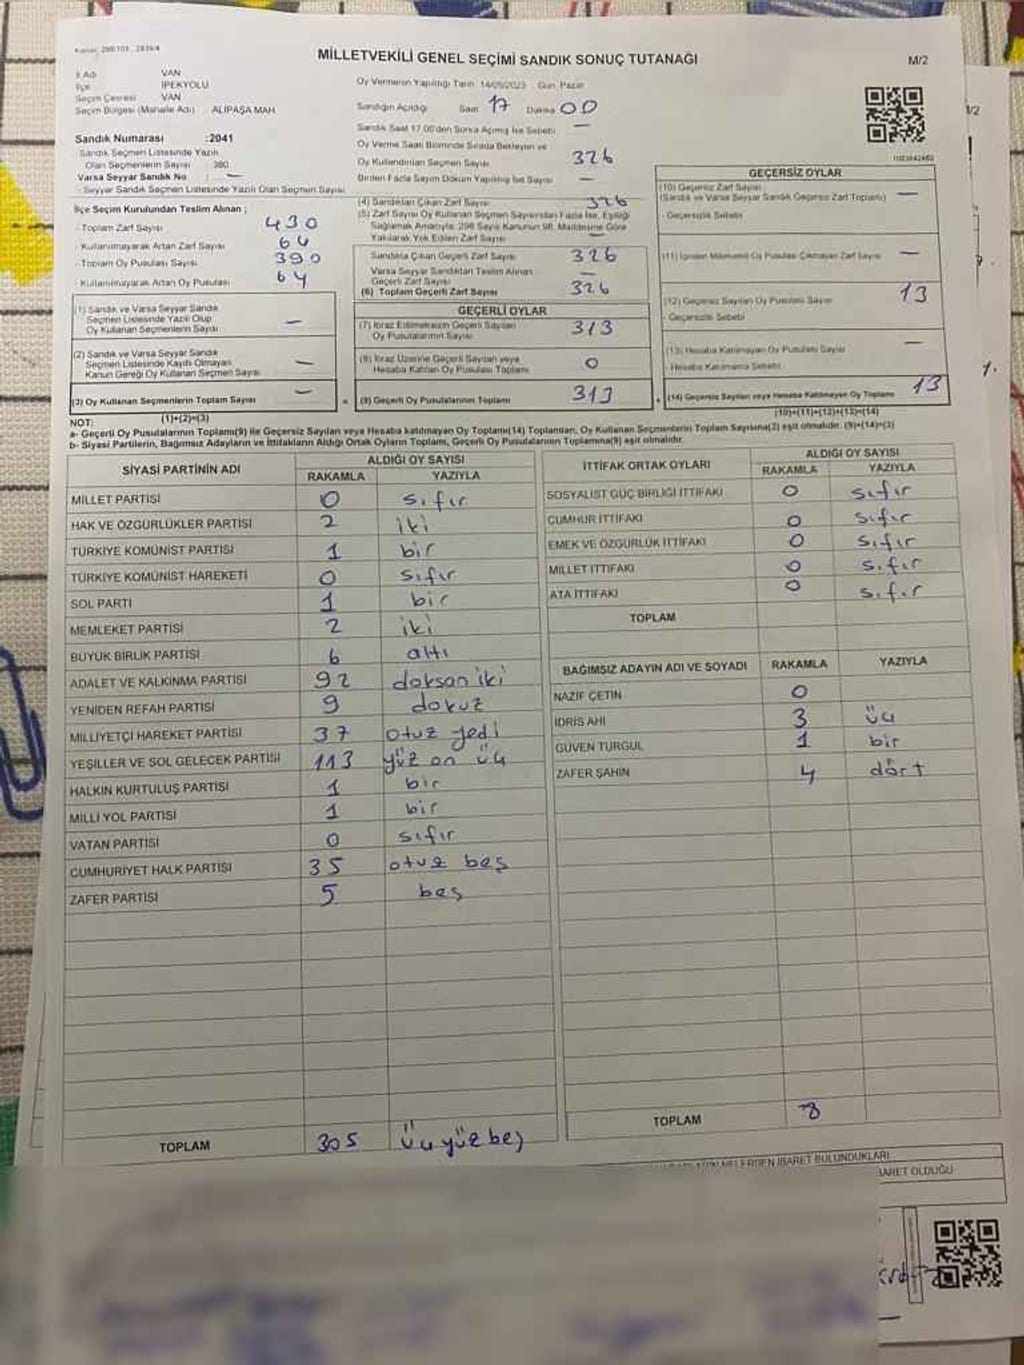 MİLLETVEKİLİ GENEL SEÇİMİ SANDIK SONUÇ TUTANAĞI
M/2
İl Adı VAN
İlçe İPEKYOLU
Seçim Çevresi VAN
Seçim Bölgesi (Mahalle Adı) ALİPAŞA MAH
Sandık Numarası :2041
Sandık Seçmen Listesinde Yazılı
Olan Seçmenlerin Sayısı 380
Varsa Seyyar Sandık No : —
- Seyyar Sandık Seçmen Listesinde Yazılı Olan Seçmen Sayısı
Oy Vermenin Yapıldığı Tarih 14/05/2023 Gün Pazar
Sandığın Açıldığı Saat 17 Dakika 00
Sandık Saat 17.00'den Sonra Açılmış İse Sebebi —
Oy Verme Saati Bitiminde Sırada Bekleyen ve
Oy Kullandırılan Seçmen Sayısı 326
Birden Fazla Sayım Döküm Yapılmış İse Sayısı —
İlçe Seçim Kurulundan Teslim Alınan ;
- Toplam Zarf Sayısı 430
- Kullanılmayarak Artan Zarf Sayısı 64
- Toplam Oy Pusulası Sayısı 390
- Kullanılmayarak Artan Oy Pusulası 64
(1) Sandık ve Varsa Seyyar Sandık
Seçmen Listesinde Yazılı Olup
Oy Kullanan Seçmenlerin Sayısı —
(2) Sandık ve Varsa Seyyar Sandık
Seçmen Listesinde Kayıtlı Olmayan
Kanun Gereği Oy Kullanan Seçmen Sayısı —
(3) Oy Kullanan Seçmenlerin Toplam Sayısı —
(1)+(2)=(3)
(4) Sandıktan Çıkan Zarf Sayısı 326
(5) Zarf Sayısı Oy Kullanan Seçmen Sayısından Fazla İse, Eşitliği
Sağlamak Amacıyla, 298 Sayılı Kanunun 98. Maddesine Göre
Yakılarak Yok Edilen Zarf Sayısı —
Sandıkta Çıkan Geçerli Zarf Sayısı 326
Varsa Seyyar Sandıktan Teslim Alınan
Geçerli Zarf Sayısı —
(6) Toplam Geçerli Zarf Sayısı 326
GEÇERLİ OYLAR
(7) İtiraz Edilmeksizin Geçerli Sayılan
Oy Pusulalarının Sayısı 313
(8) İtiraz Üzerine Geçerli Sayılan veya
Hesaba Katılan Oy Pusulası Toplamı 0
(9) Geçerli Oy Pusulalarının Toplamı 313
GEÇERSİZ OYLAR
(10) Geçersiz Zarf Sayısı
(Sandık ve Varsa Seyyar Sandık Geçersiz Zarf Toplamı) —
- Geçersizlik Sebebi
—
(12) Geçersiz Sayılan Oy Pusulası Sayısı 13
- Geçersizlik Sebebi
(13) Hesaba Katılmayan Oy Pusulası Sayısı —
- Hesaba Katılmama Sebebi
(14) Geçersiz Sayılan veya Hesaba Katılmayan Oy Toplamı 13
(10)+(11)+(12)+(13)=(14)
NOT:
a- Geçerli Oy Pusulalarının Toplamı(9) ile Geçersiz Sayılan veya Hesaba katılmayan Oy Toplamı(14) Toplamları, Oy Kullanan Seçmenlerin Toplam Sayısına(3) eşit olmalıdır. (9)+(14)=(3)
b- Siyasi Partilerin, Bağımsız Adayların ve İttifakların Aldığı Ortak Oyların Toplamı, Geçerli Oy Pusulalarının Toplamına(9) eşit olmalıdır.
SİYASİ PARTİNİN ADI ALDIĞI OY SAYISI
RAKAMLA YAZIYLA
MİLLET PARTİSİ 0 sıfır
HAK VE ÖZGÜRLÜKLER PARTİSİ 2 iki
TÜRKİYE KOMÜNİST PARTİSİ 1 bir
TÜRKİYE KOMÜNİST HAREKETİ 0 sıfır
SOL PARTİ 1 bir
MEMLEKET PARTİSİ 2 iki
BÜYÜK BİRLİK PARTİSİ 6 altı
ADALET VE KALKINMA PARTİSİ 92 doksan iki
YENİDEN REFAH PARTİSİ 9 dokuz
MİLLİYETÇİ HAREKET PARTİSİ 37 otuz yedi
YEŞİLLER VE SOL GELECEK PARTİSİ 113 yüz on üç
HALKIN KURTULUŞ PARTİSİ 1 bir
MİLLİ YOL PARTİSİ 1 bir
VATAN PARTİSİ 0 sıfır
CUMHURİYET HALK PARTİSİ 35 otuz beş
ZAFER PARTİSİ 5 beş
TOPLAM 305 üçyüzbeş
İTTİFAK ORTAK OYLARI ALDIĞI OY SAYISI
RAKAMLA YAZIYLA
SOSYALİST GÜÇ BİRLİĞİ İTTİFAKI 0 sıfır
CUMHUR İTTİFAKI 0 sıfır
EMEK VE ÖZGÜRLÜK İTTİFAKI 0 sıfır
MİLLET İTTİFAKI 0 sıfır
ATA İTTİFAKI 0 sıfır
TOPLAM
BAĞIMSIZ ADAYIN ADI VE SOYADI RAKAMLA YAZIYLA
NAZİF ÇETİN 0
İDRİS AHİ 3 üç
GÜVEN TURGUL 1 bir
ZAFER ŞAHİN 4 dört
TOPLAM 8
İBARET BULUNDUKLARI
İBARET OLDUĞU